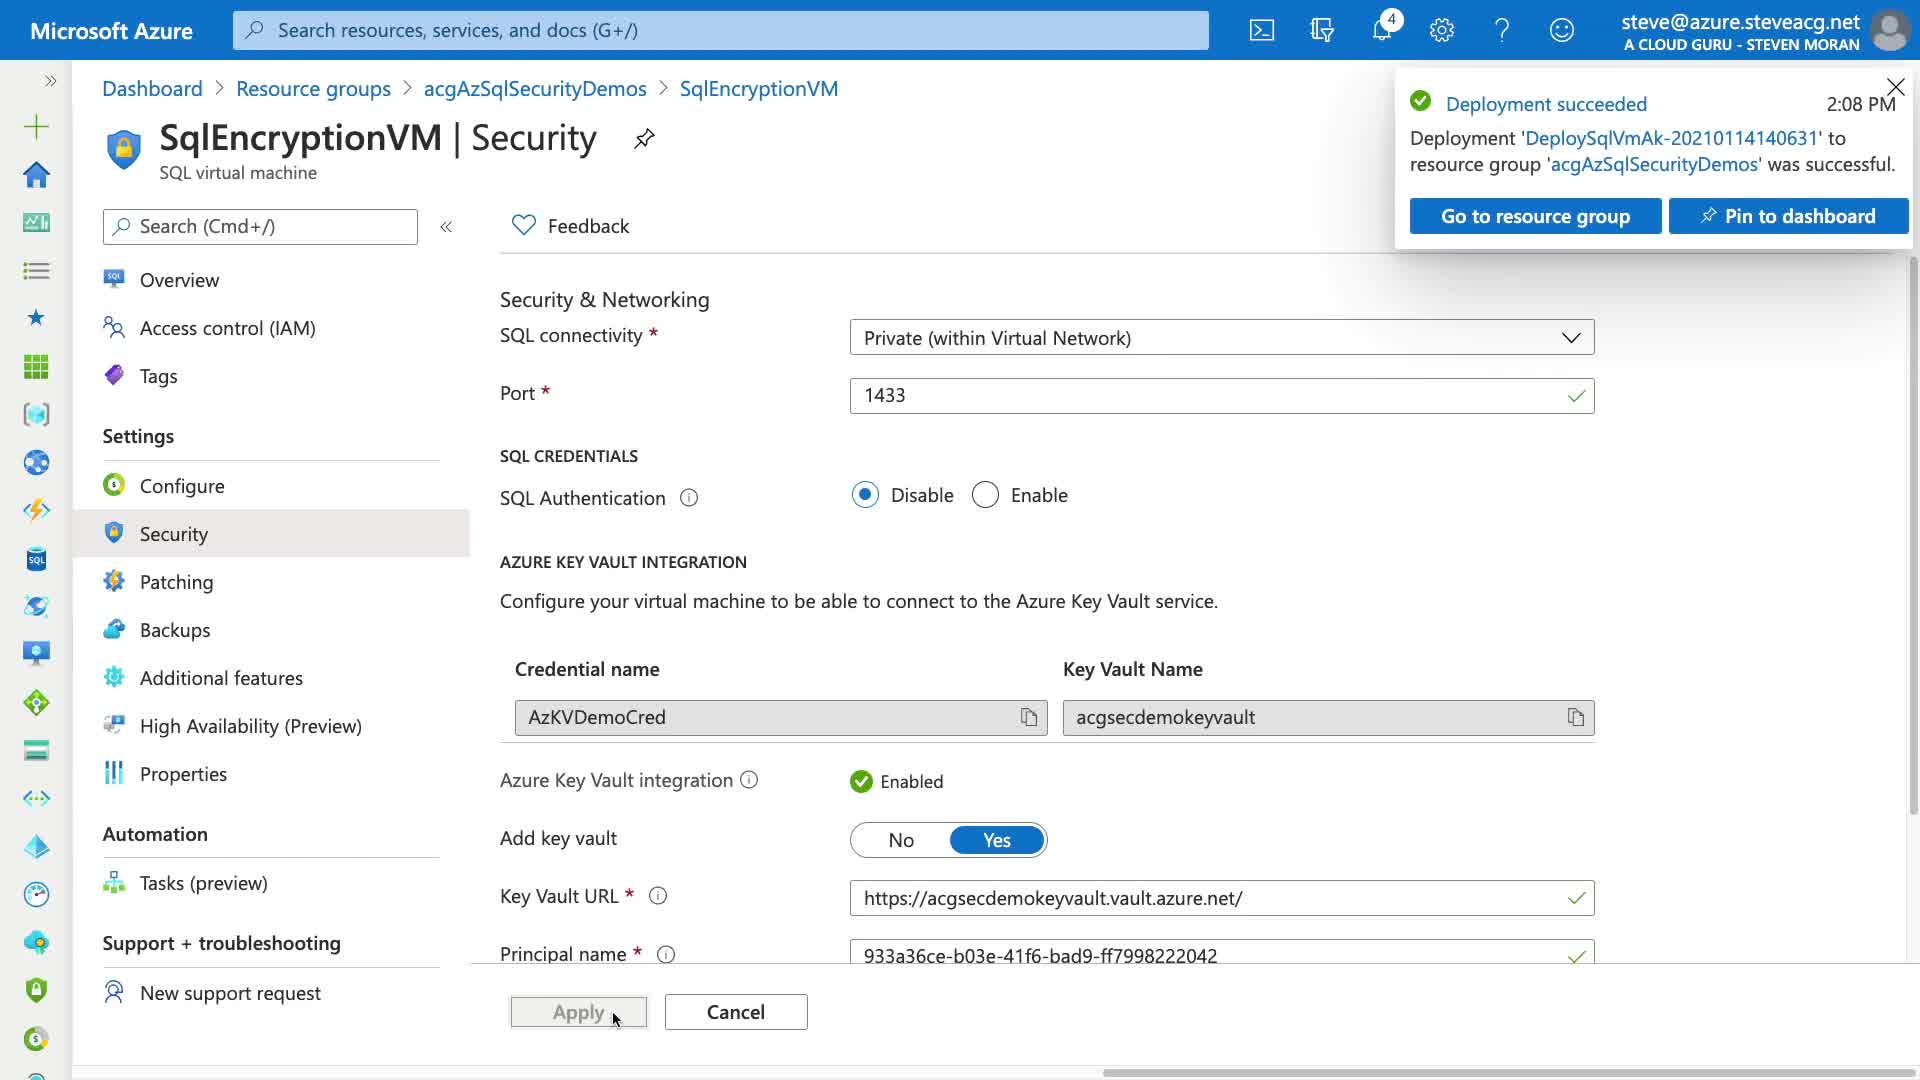 Microsoft Azure
Search resources, services, and docs (G+/)
4
steve@azure.steveacg.net
A CLOUD GURU - STEVEN MORAN
Dashboard > Resource groups > acgAzSqlSecurityDemos > SqlEncryptionVM
SqlEncryptionVM | Security
SQL virtual machine
Deployment succeeded
2:08 PM
Deployment 'DeploySqlVmAk-20210114140631' to
resource group 'acgAzSqlSecurityDemos' was successful.
Go to resource group
Pin to dashboard
Search (Cmd+/)
Overview
Access control (IAM)
Tags
Settings
Configure
Security
Patching
Backups
Additional features
High Availability (Preview)
Properties
Automation
Tasks (preview)
Support + troubleshooting
New support request
Feedback
Security & Networking
SQL connectivity *
Private (within Virtual Network)
Port *
1433
SQL CREDENTIALS
SQL Authentication
Disable
Enable
AZURE KEY VAULT INTEGRATION
Configure your virtual machine to be able to connect to the Azure Key Vault service.
Credential name
Key Vault Name
AzKVDemoCred
acgsecdemokeyvault
Azure Key Vault integration
Enabled
Add key vault
No
Yes
Key Vault URL *
https://acgsecdemokeyvault.vault.azure.net/
Principal name *
933a36ce-b03e-41f6-bad9-ff7998222042
Apply
Cancel
SQL
SQL